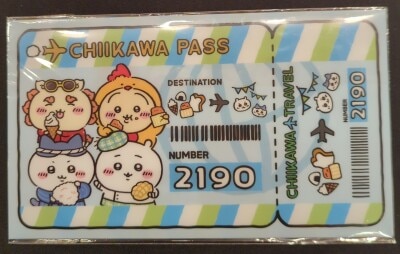 CHIIKAWA PASS
DESTINATION
NUMBER
2190
CHIIKAWA TRAVEL
NUMBER
2190